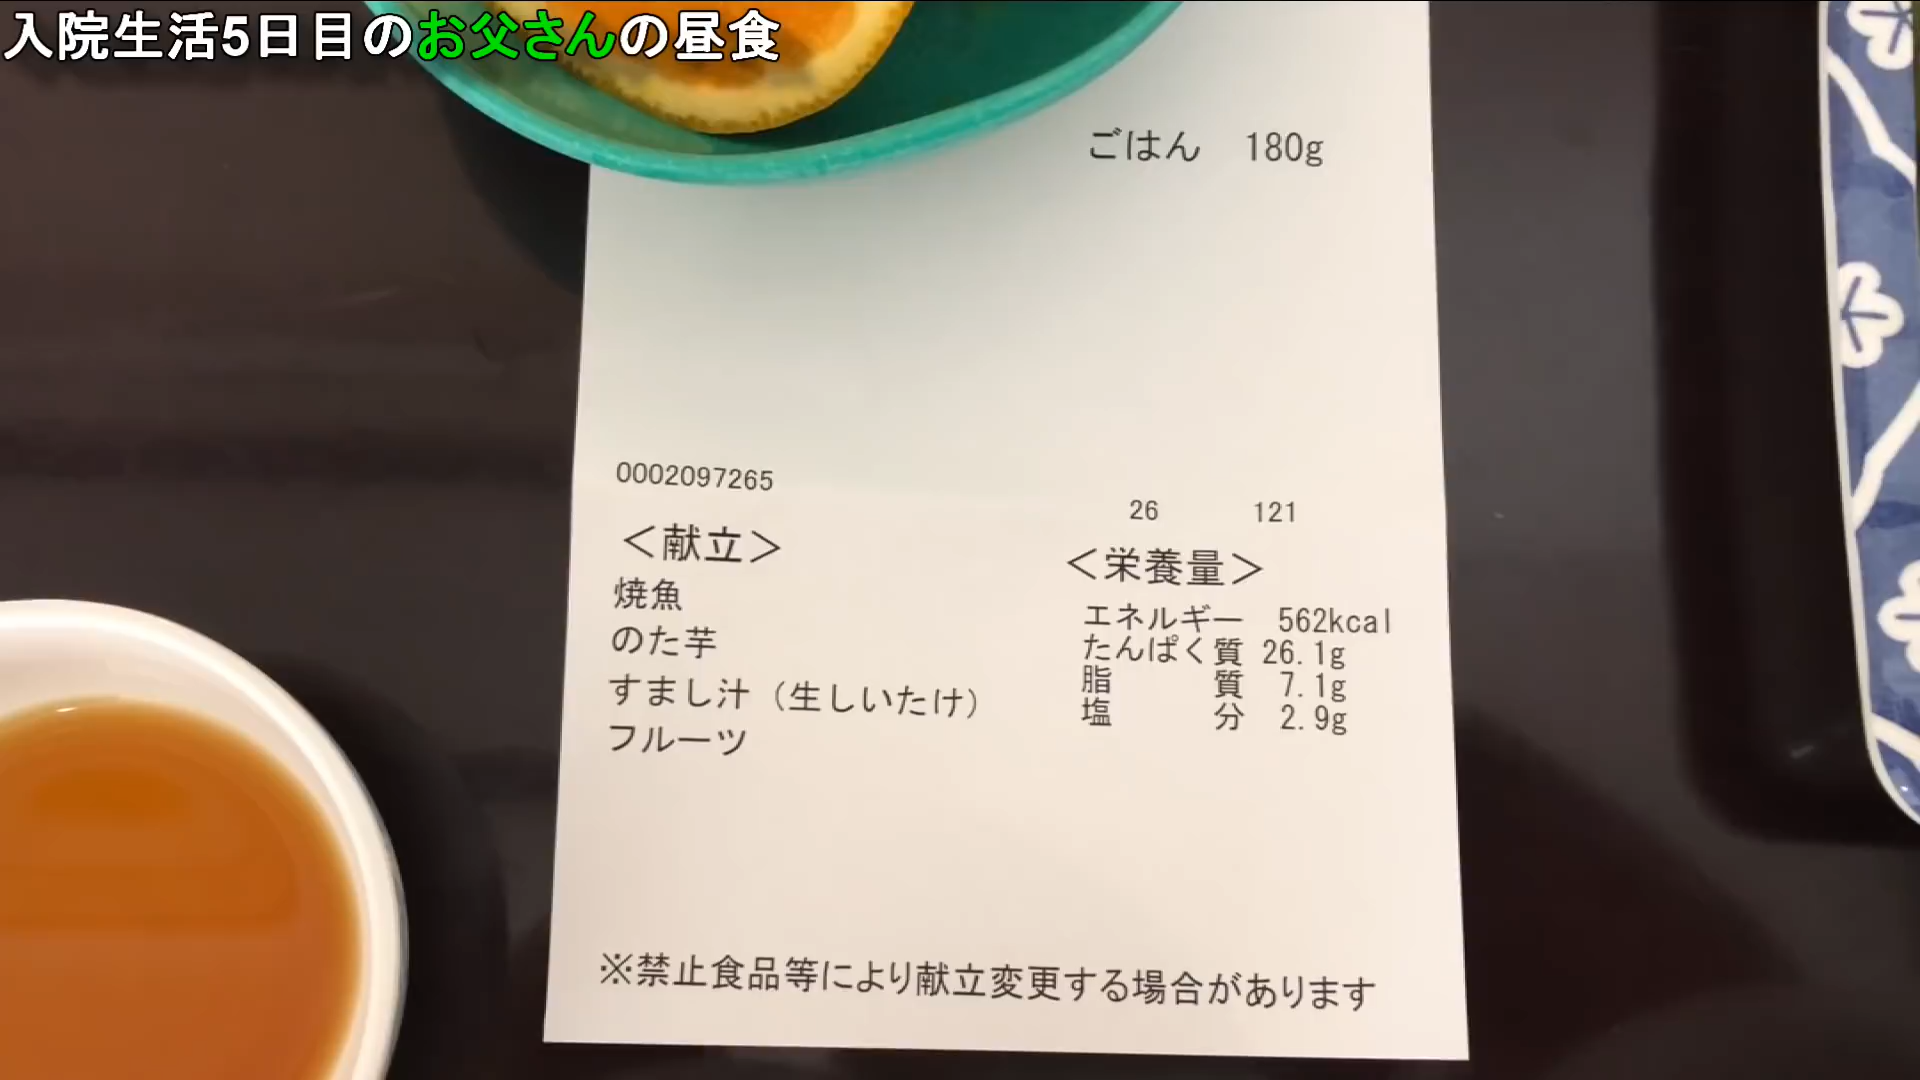 入院生活5日目のお父さんの昼食
ごはん 180g
0002097265
26 121
＜献立＞
焼魚
のた芋
すまし汁（生しいたけ）
フルーツ
＜栄養量＞
エネルギー 562kcal
たんぱく質 26.1g
脂質 7.1g
塩分 2.9g
※禁止食品等により献立変更する場合があります